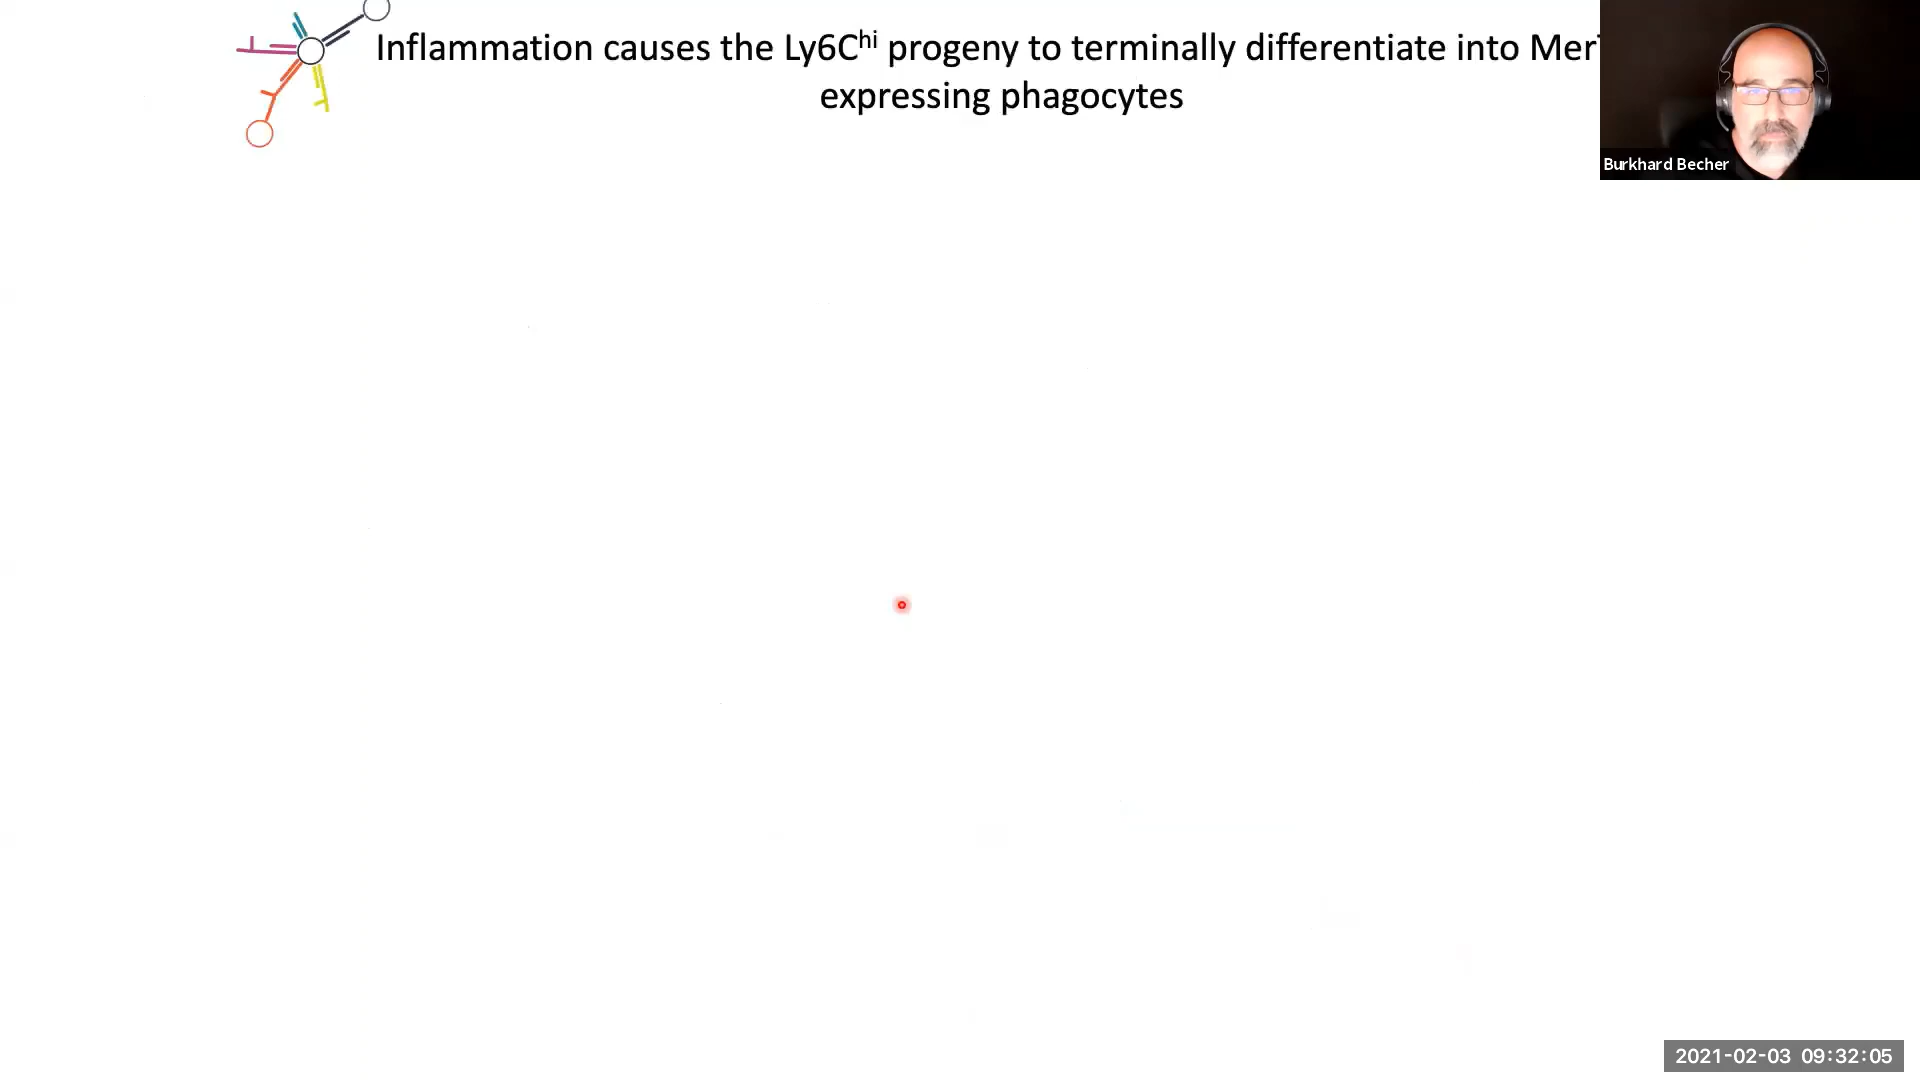 Inflammation causes the Ly6Chi progeny to terminally differentiate into Mer
expressing phagocytes
Burkhard Becher
2021-02-03 09:32:05